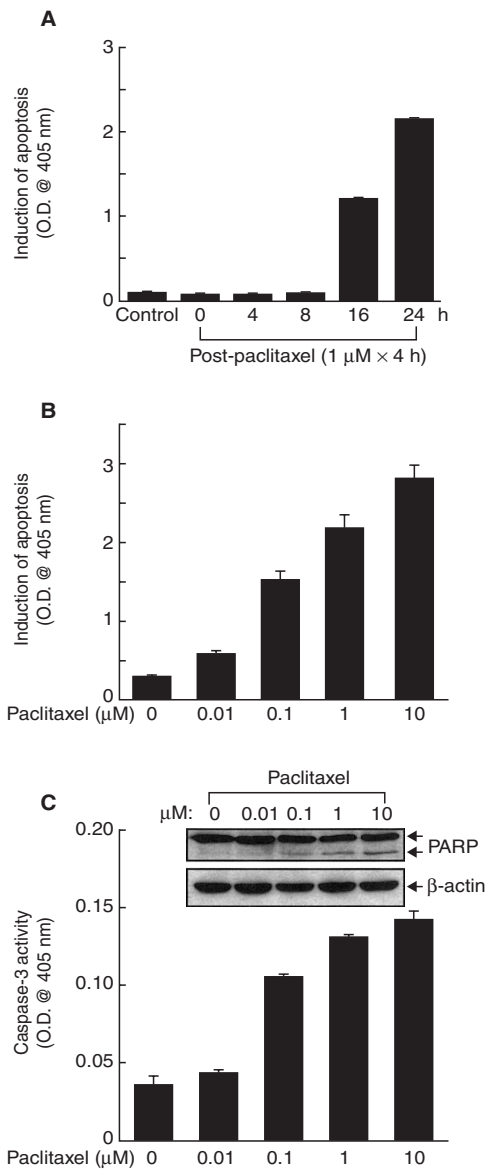 A
Induction of apoptosis
(O.D. @ 405 nm)
3
2
1
0
Control 0 4 8 16 24 h
Post-paclitaxel (1 μM × 4 h)
B
Induction of apoptosis
(O.D. @ 405 nm)
3
2
1
0
Paclitaxel (μM) 0 0.01 0.1 1 10
C
Paclitaxel
μM: 0 0.01 0.1 1 10
PARP
β-actin
Caspase-3 activity
(O.D. @ 405 nm)
0.20
0.15
0.10
0.05
0
Paclitaxel (μM) 0 0.01 0.1 1 10